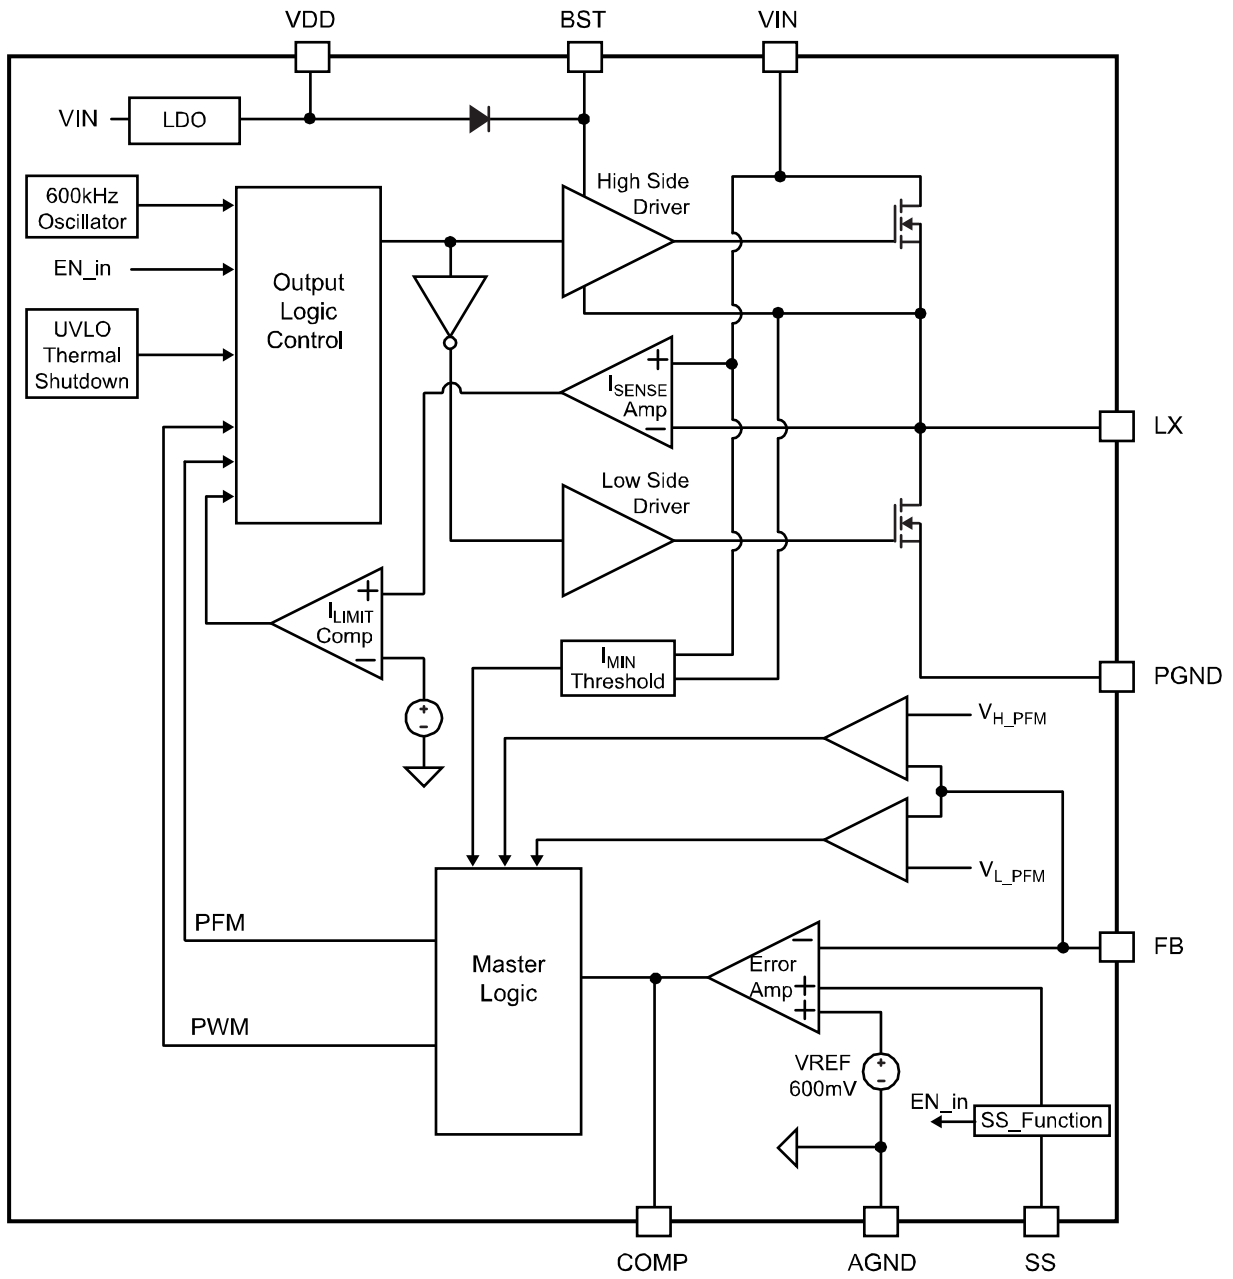 VDD
BST
VIN
VIN
LDO
600kHz
Oscillator
EN_in
UVLO
Thermal
Shutdown
Output
Logic
Control
High Side
Driver
+
ISENSE
Amp
−
LX
Low Side
Driver
+
ILIMIT
Comp
−
+
−
IMIN
Threshold
PGND
VH_PFM
VL_PFM
PFM
PWM
Master
Logic
−
Error
Amp +
+
FB
VREF
600mV
+
−
EN_in
SS_Function
COMP
AGND
SS